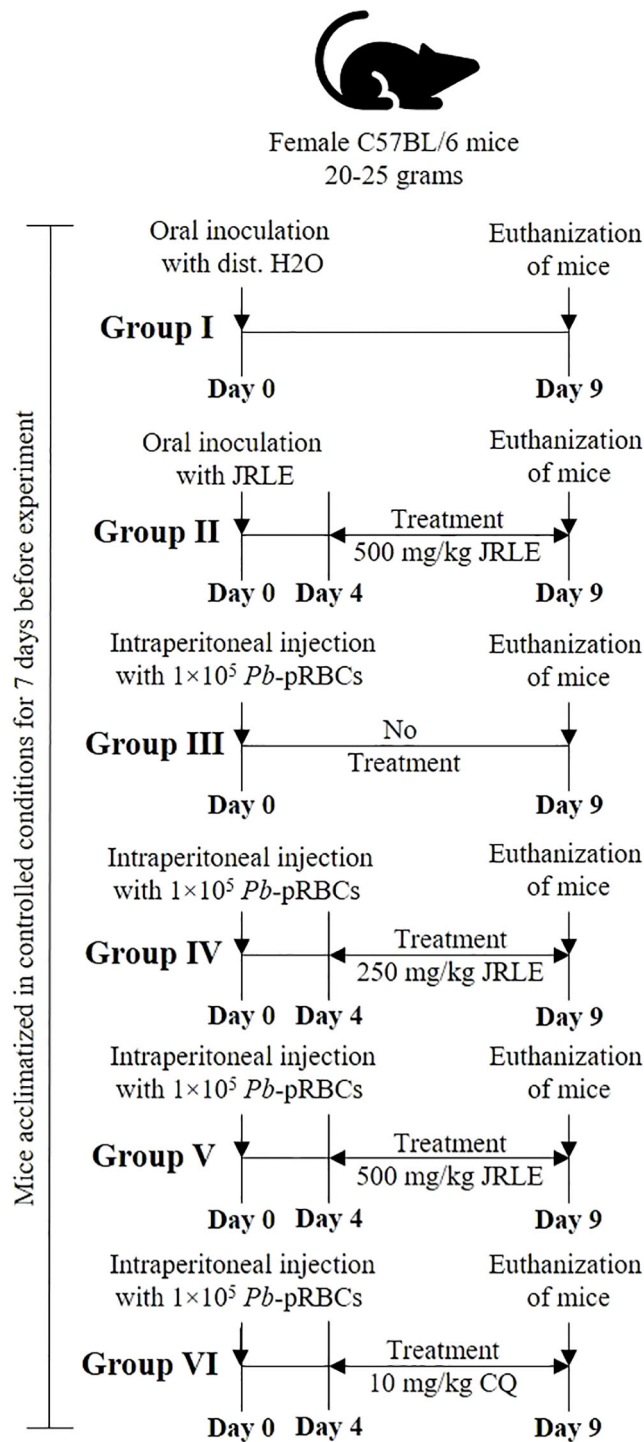 Female C57BL/6 mice
20-25 grams
Mice acclimatized in controlled conditions for 7 days before experiment
Oral inoculation
with dist. H2O
Euthanization
of mice
Group I
Day 0
Day 9
Oral inoculation
with JRLE
Euthanization
of mice
Group II
Treatment
500 mg/kg JRLE
Day 0
Day 4
Day 9
Intraperitoneal injection
with 1×10⁵ Pb-pRBCs
Euthanization
of mice
Group III
No
Treatment
Day 0
Day 9
Intraperitoneal injection
with 1×10⁵ Pb-pRBCs
Euthanization
of mice
Group IV
Treatment
250 mg/kg JRLE
Day 0
Day 4
Day 9
Intraperitoneal injection
with 1×10⁵ Pb-pRBCs
Euthanization
of mice
Group V
Treatment
500 mg/kg JRLE
Day 0
Day 4
Day 9
Intraperitoneal injection
with 1×10⁵ Pb-pRBCs
Euthanization
of mice
Group VI
Treatment
10 mg/kg CQ
Day 0
Day 4
Day 9